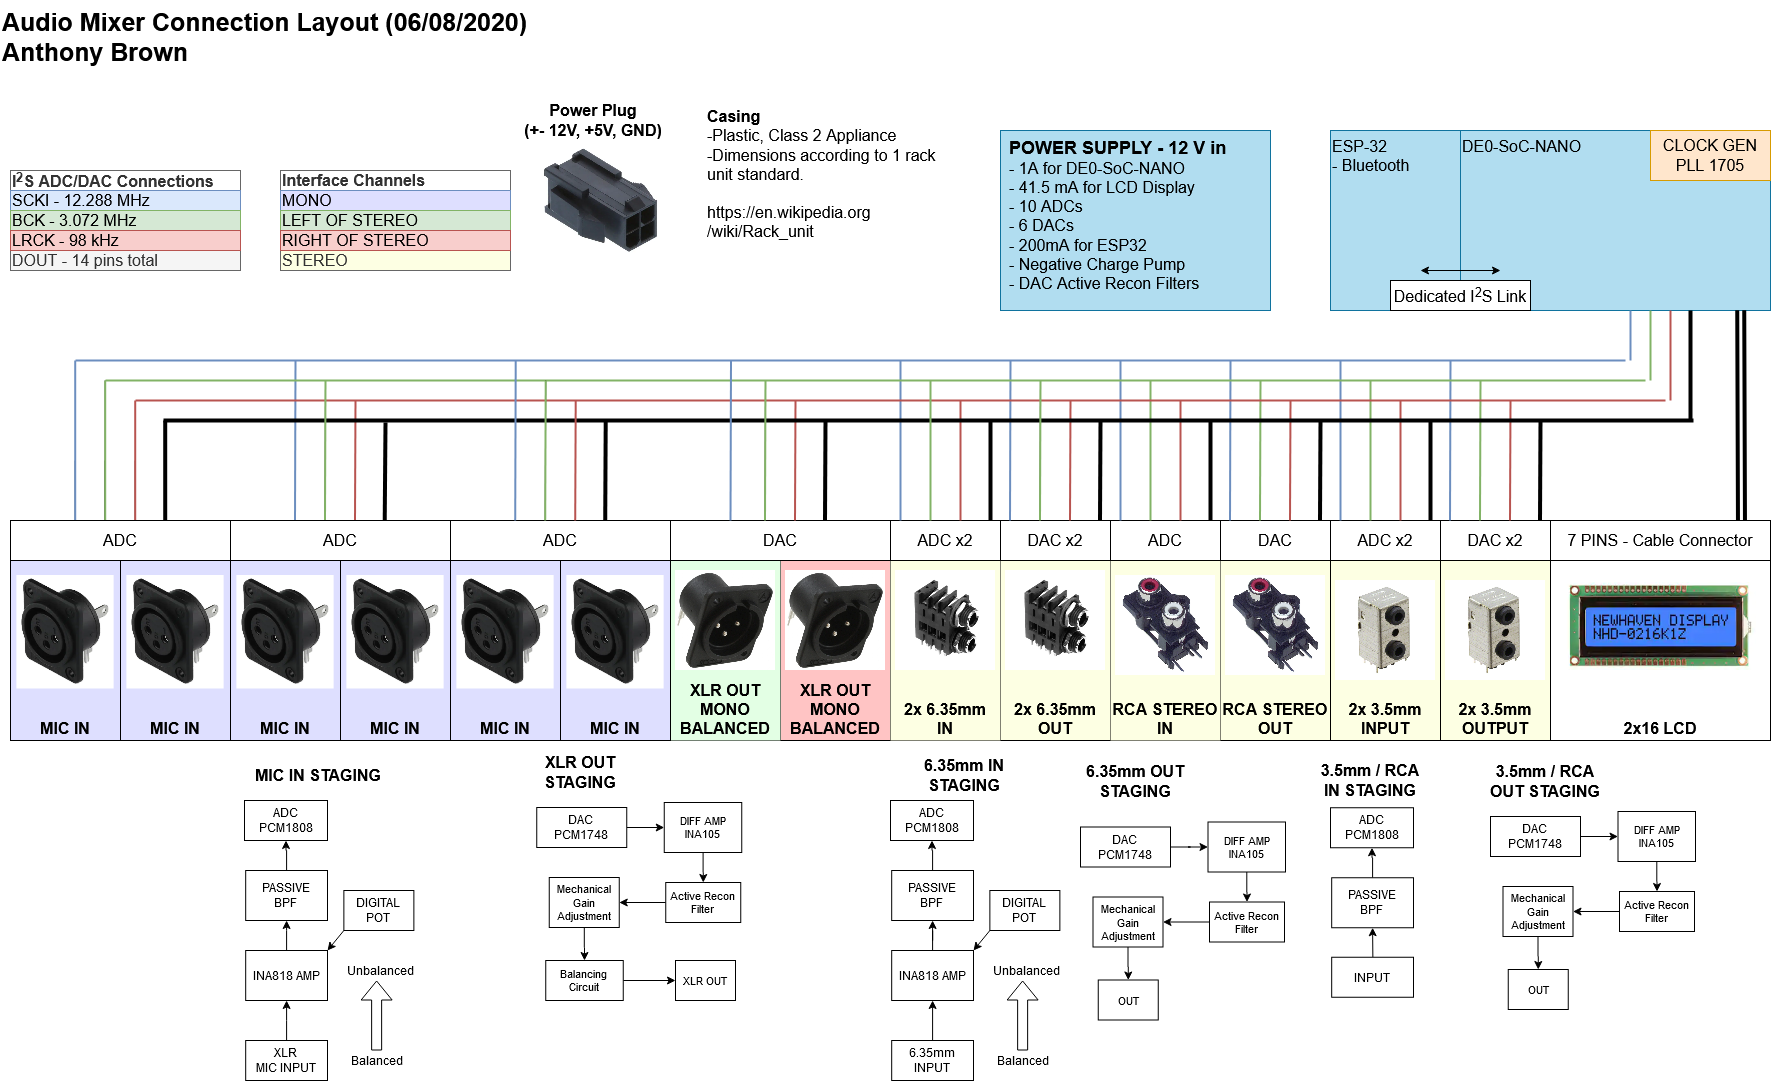 Audio Mixer Connection Layout (06/08/2020)
Anthony Brown
Power Plug
(+- 12V, +5V, GND)
Casing
-Plastic, Class 2 Appliance
-Dimensions according to 1 rack
unit standard.
https://en.wikipedia.org
/wiki/Rack_unit
I2S ADC/DAC Connections
SCKI - 12.288 MHz
BCK - 3.072 MHz
LRCK - 98 kHz
DOUT - 14 pins total
Interface Channels
MONO
LEFT OF STEREO
RIGHT OF STEREO
STEREO
POWER SUPPLY - 12 V in
- 1A for DE0-SoC-NANO
- 41.5 mA for LCD Display
- 10 ADCs
- 6 DACs
- 200mA for ESP32
- Negative Charge Pump
- DAC Active Recon Filters
ESP-32
- Bluetooth
DE0-SoC-NANO
CLOCK GEN
PLL 1705
Dedicated I2S Link
ADC
ADC
ADC
DAC
ADC x2
DAC x2
ADC
DAC
ADC x2
DAC x2
7 PINS - Cable Connector
MIC IN
MIC IN
MIC IN
MIC IN
MIC IN
MIC IN
XLR OUT
MONO
BALANCED
XLR OUT
MONO
BALANCED
2x 6.35mm
IN
2x 6.35mm
OUT
RCA STEREO
IN
RCA STEREO
OUT
2x 3.5mm
INPUT
2x 3.5mm
OUTPUT
NEWHAVEN DISPLAY
NHD-0216K1Z
2x16 LCD
MIC IN STAGING
ADC
PCM1808
PASSIVE
BPF
DIGITAL
POT
INA818 AMP
Unbalanced
XLR
MIC INPUT
Balanced
XLR OUT
STAGING
DAC
PCM1748
DIFF AMP
INA105
Mechanical
Gain
Adjustment
Active Recon
Filter
Balancing
Circuit
XLR OUT
6.35mm IN
STAGING
ADC
PCM1808
PASSIVE
BPF
DIGITAL
POT
INA818 AMP
Unbalanced
6.35mm
INPUT
Balanced
6.35mm OUT
STAGING
DAC
PCM1748
DIFF AMP
INA105
Mechanical
Gain
Adjustment
Active Recon
Filter
OUT
3.5mm / RCA
IN STAGING
ADC
PCM1808
PASSIVE
BPF
INPUT
3.5mm / RCA
OUT STAGING
DAC
PCM1748
DIFF AMP
INA105
Mechanical
Gain
Adjustment
Active Recon
Filter
OUT